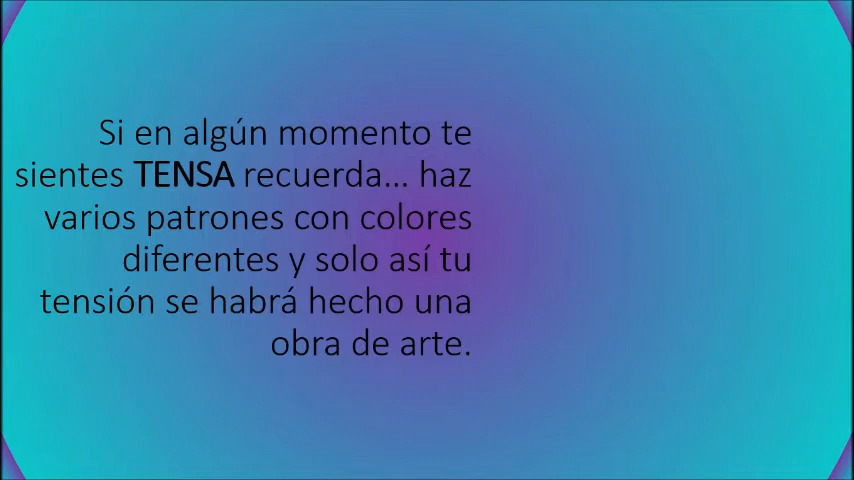 Si en algún momento te
sientes TENSA recuerda... haz
varios patrones con colores
diferentes y solo así tu
tensión se habrá hecho una
obra de arte.